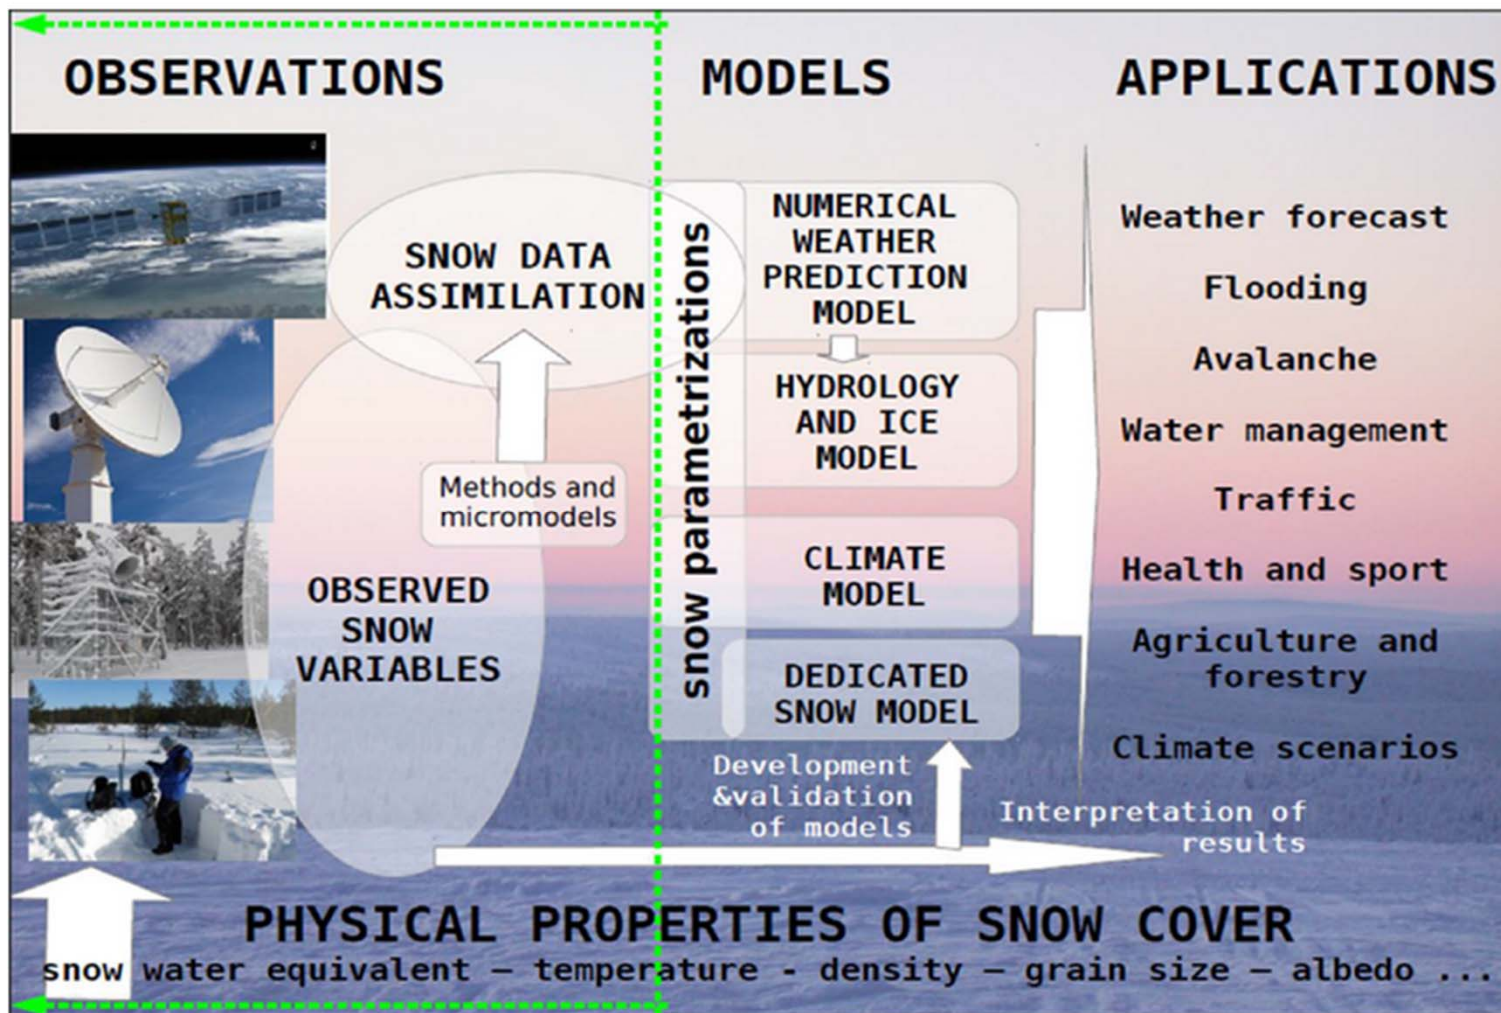 OBSERVATIONS
MODELS
APPLICATIONS
SNOW DATA
ASSIMILATION
Methods and
micromodels
OBSERVED
SNOW
VARIABLES
snow parametrizations
NUMERICAL
WEATHER
PREDICTION
MODEL
HYDROLOGY
AND ICE
MODEL
CLIMATE
MODEL
DEDICATED
SNOW MODEL
Development
&validation
of models
Interpretation of
results
Weather forecast
Flooding
Avalanche
Water management
Traffic
Health and sport
Agriculture and
forestry
Climate scenarios
PHYSICAL PROPERTIES OF SNOW COVER
snow water equivalent – temperature - density – grain size – albedo ...